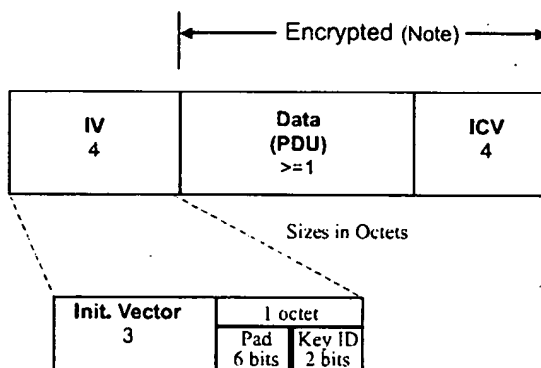 Encrypted (Note)
IV
4
Data
(PDU)
>=1
ICV
4
Sizes in Octets
Init. Vector
3
1 octet
Pad
6 bits
Key ID
2 bits